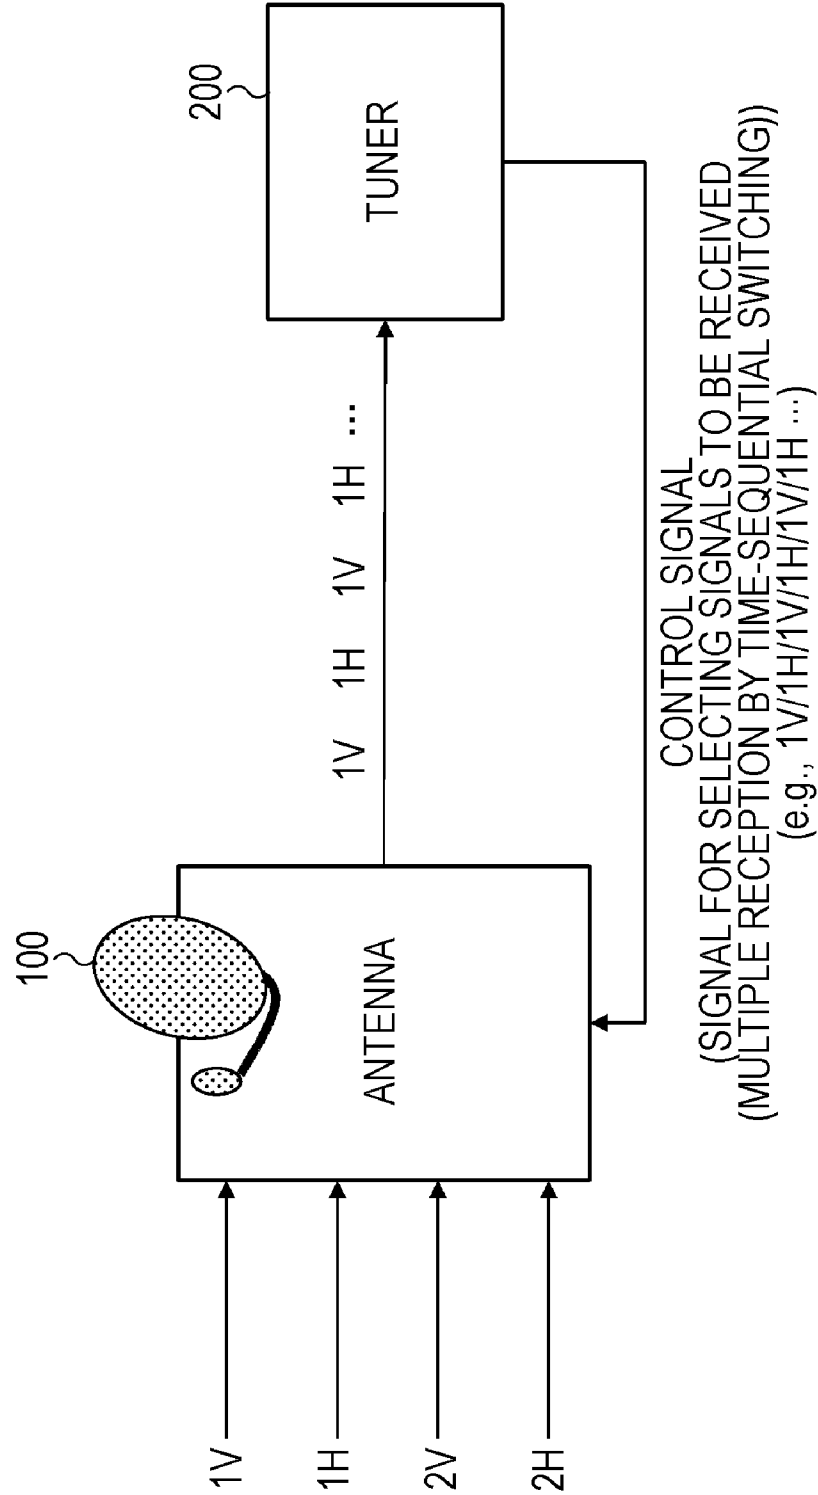 100
200
1V
1H
2V
2H
ANTENNA
1V 1H 1V 1H ...
TUNER
CONTROL SIGNAL
(SIGNAL FOR SELECTING SIGNALS TO BE RECEIVED
(MULTIPLE RECEPTION BY TIME-SEQUENTIAL SWITCHING))
(e.g., 1V/1H/1V/1H/1V/1H ...)